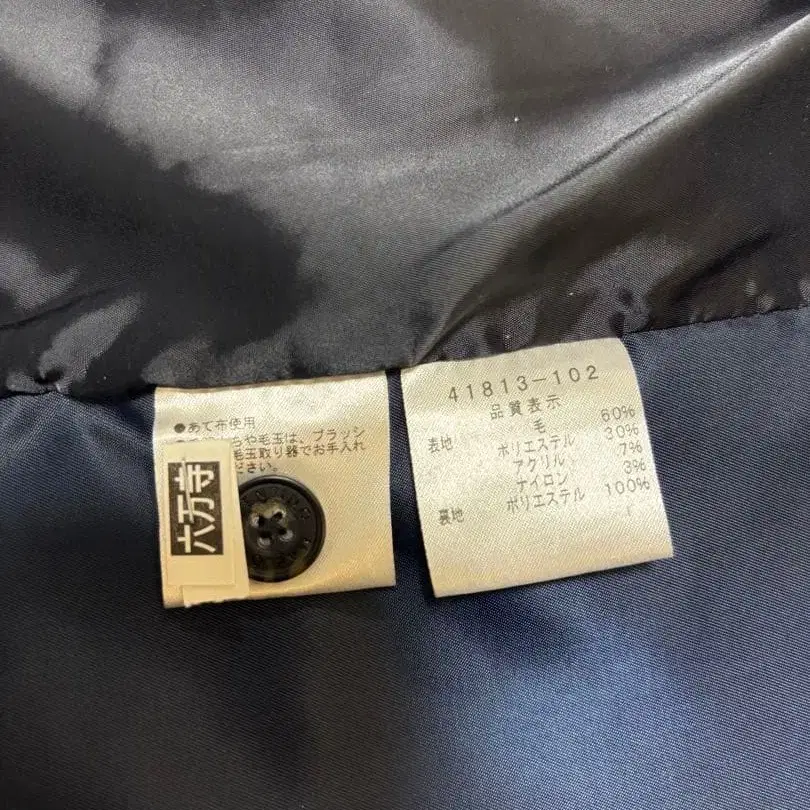 ●あて布使用
や毛玉は、ブラッシ
毛玉取り器でお手入れ
ださい。
六万寺
41813-102
品質表示
表地 毛 60%
ポリエステル 30%
アクリル 7%
ナイロン 3%
裏地 ポリエステル 100%